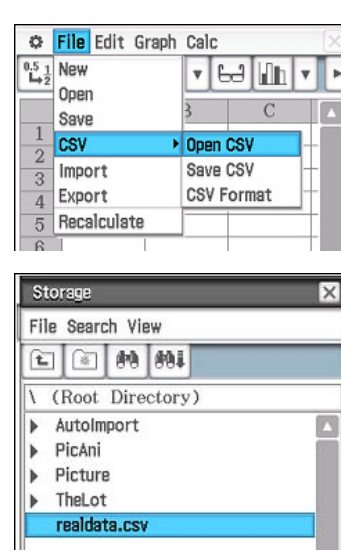 File Edit Graph Calc
0.5 1 2
New
B C
Open
Save
1
CSV Open CSV
2
Import Save CSV
3
Export CSV Format
4
Recalculate
5
6
Storage
File Search View
\ (Root Directory)
AutoImport
PicAni
Picture
TheLot
realdata.csv